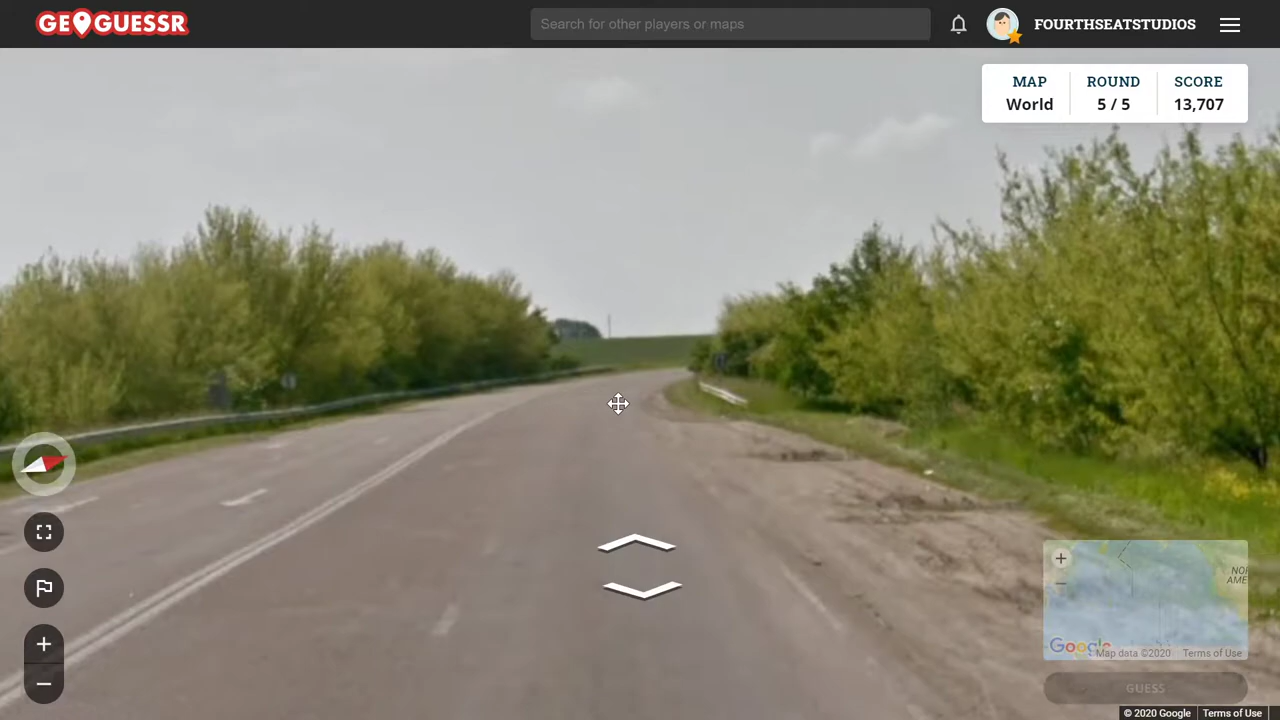 GEOGUESSR
Search for other players or maps
FOURTHSEATSTUDIOS
MAP
World
ROUND
5 / 5
SCORE
13,707
Google
Map data ©2020
Terms of Use
GUESS
© 2020 Google
Terms of Use